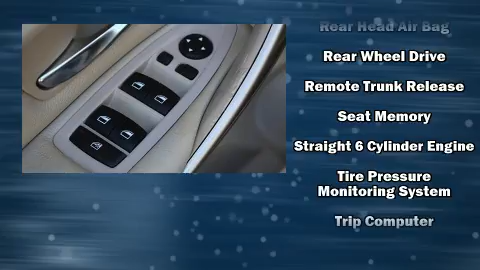 Rear Head Air Bag
Rear Wheel Drive
Remote Trunk Release
Seat Memory
Straight 6 Cylinder Engine
Tire Pressure
Monitoring System
Trip Computer